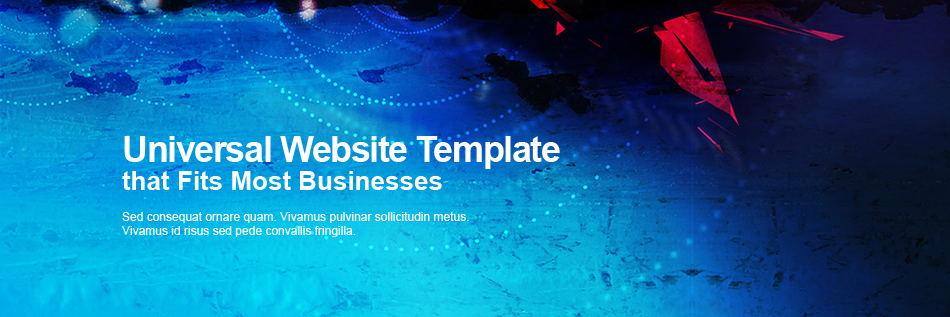 Universal Website Template
that Fits Most Businesses
Sed consequat ornare quam. Vivamus pulvinar sollicitudin metus.
Vivamus id risus sed pede convallis fringilla.